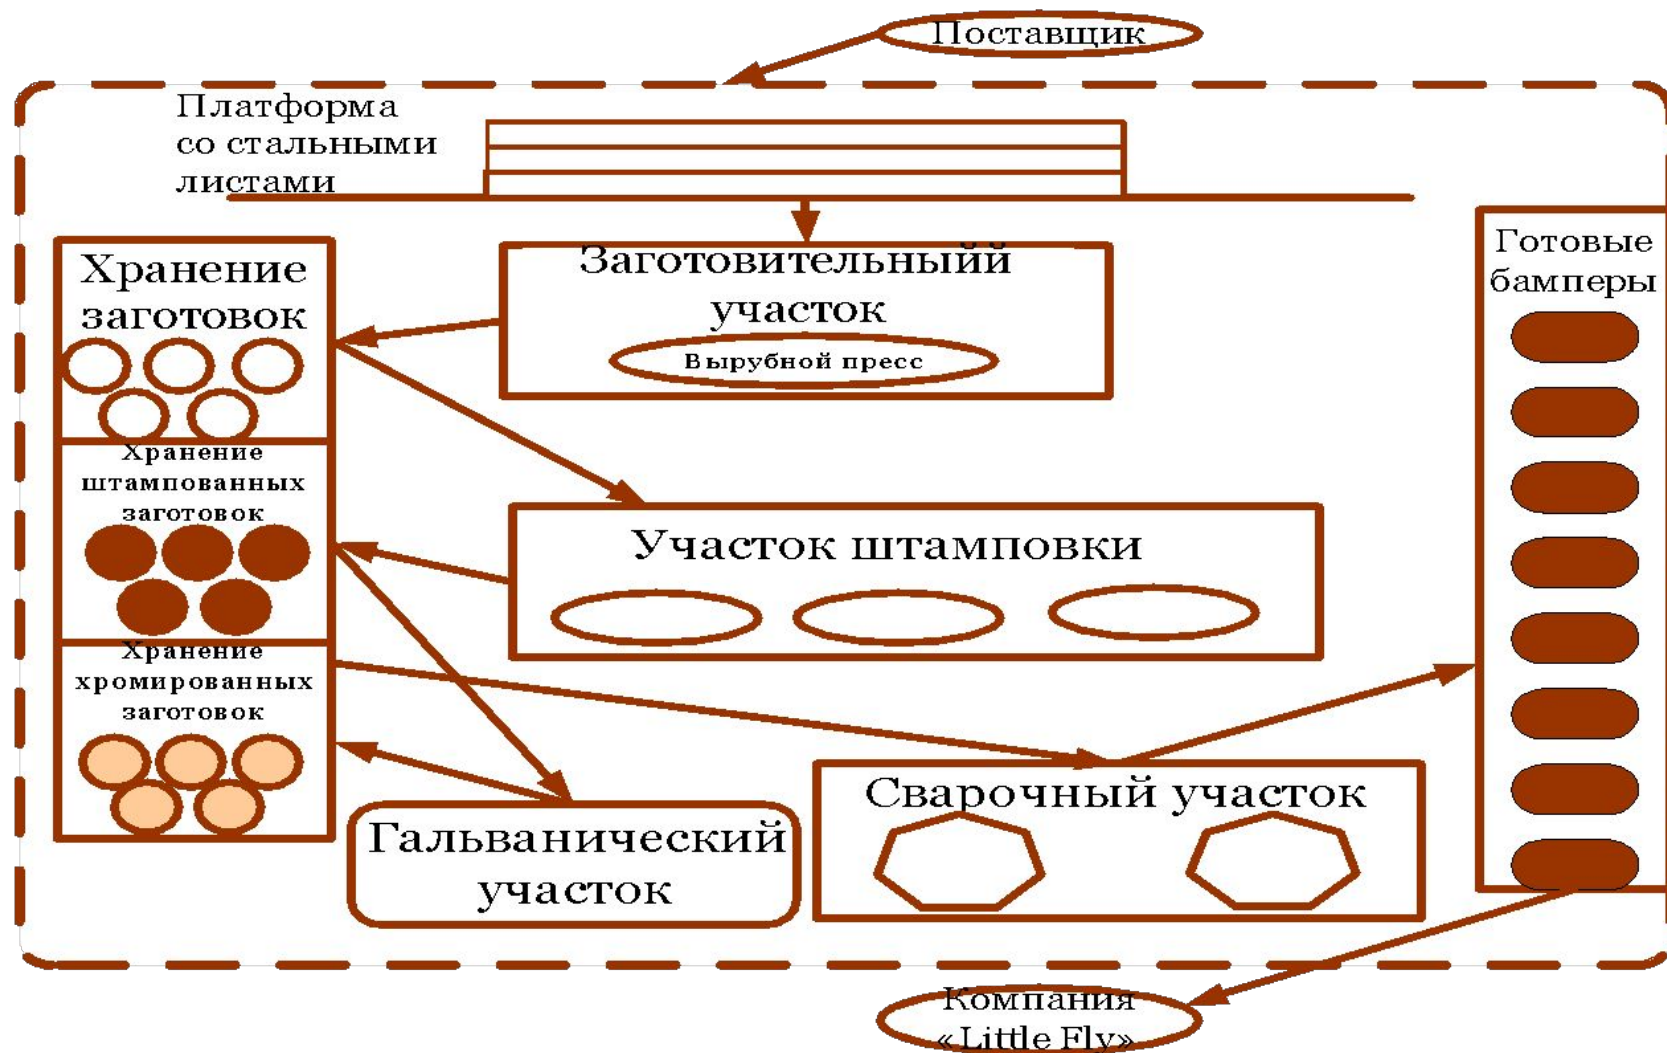 Поставщик
Платформа
со стальными
листами
Хранение
заготовок
Заготовительныйй
участок
Вырубной пресс
Готовые
бамперы
Хранение
штампованных
заготовок
Участок штамповки
Хранение
хромированных
заготовок
Гальванический
участок
Сварочный участок
Компания
«Little Fly»